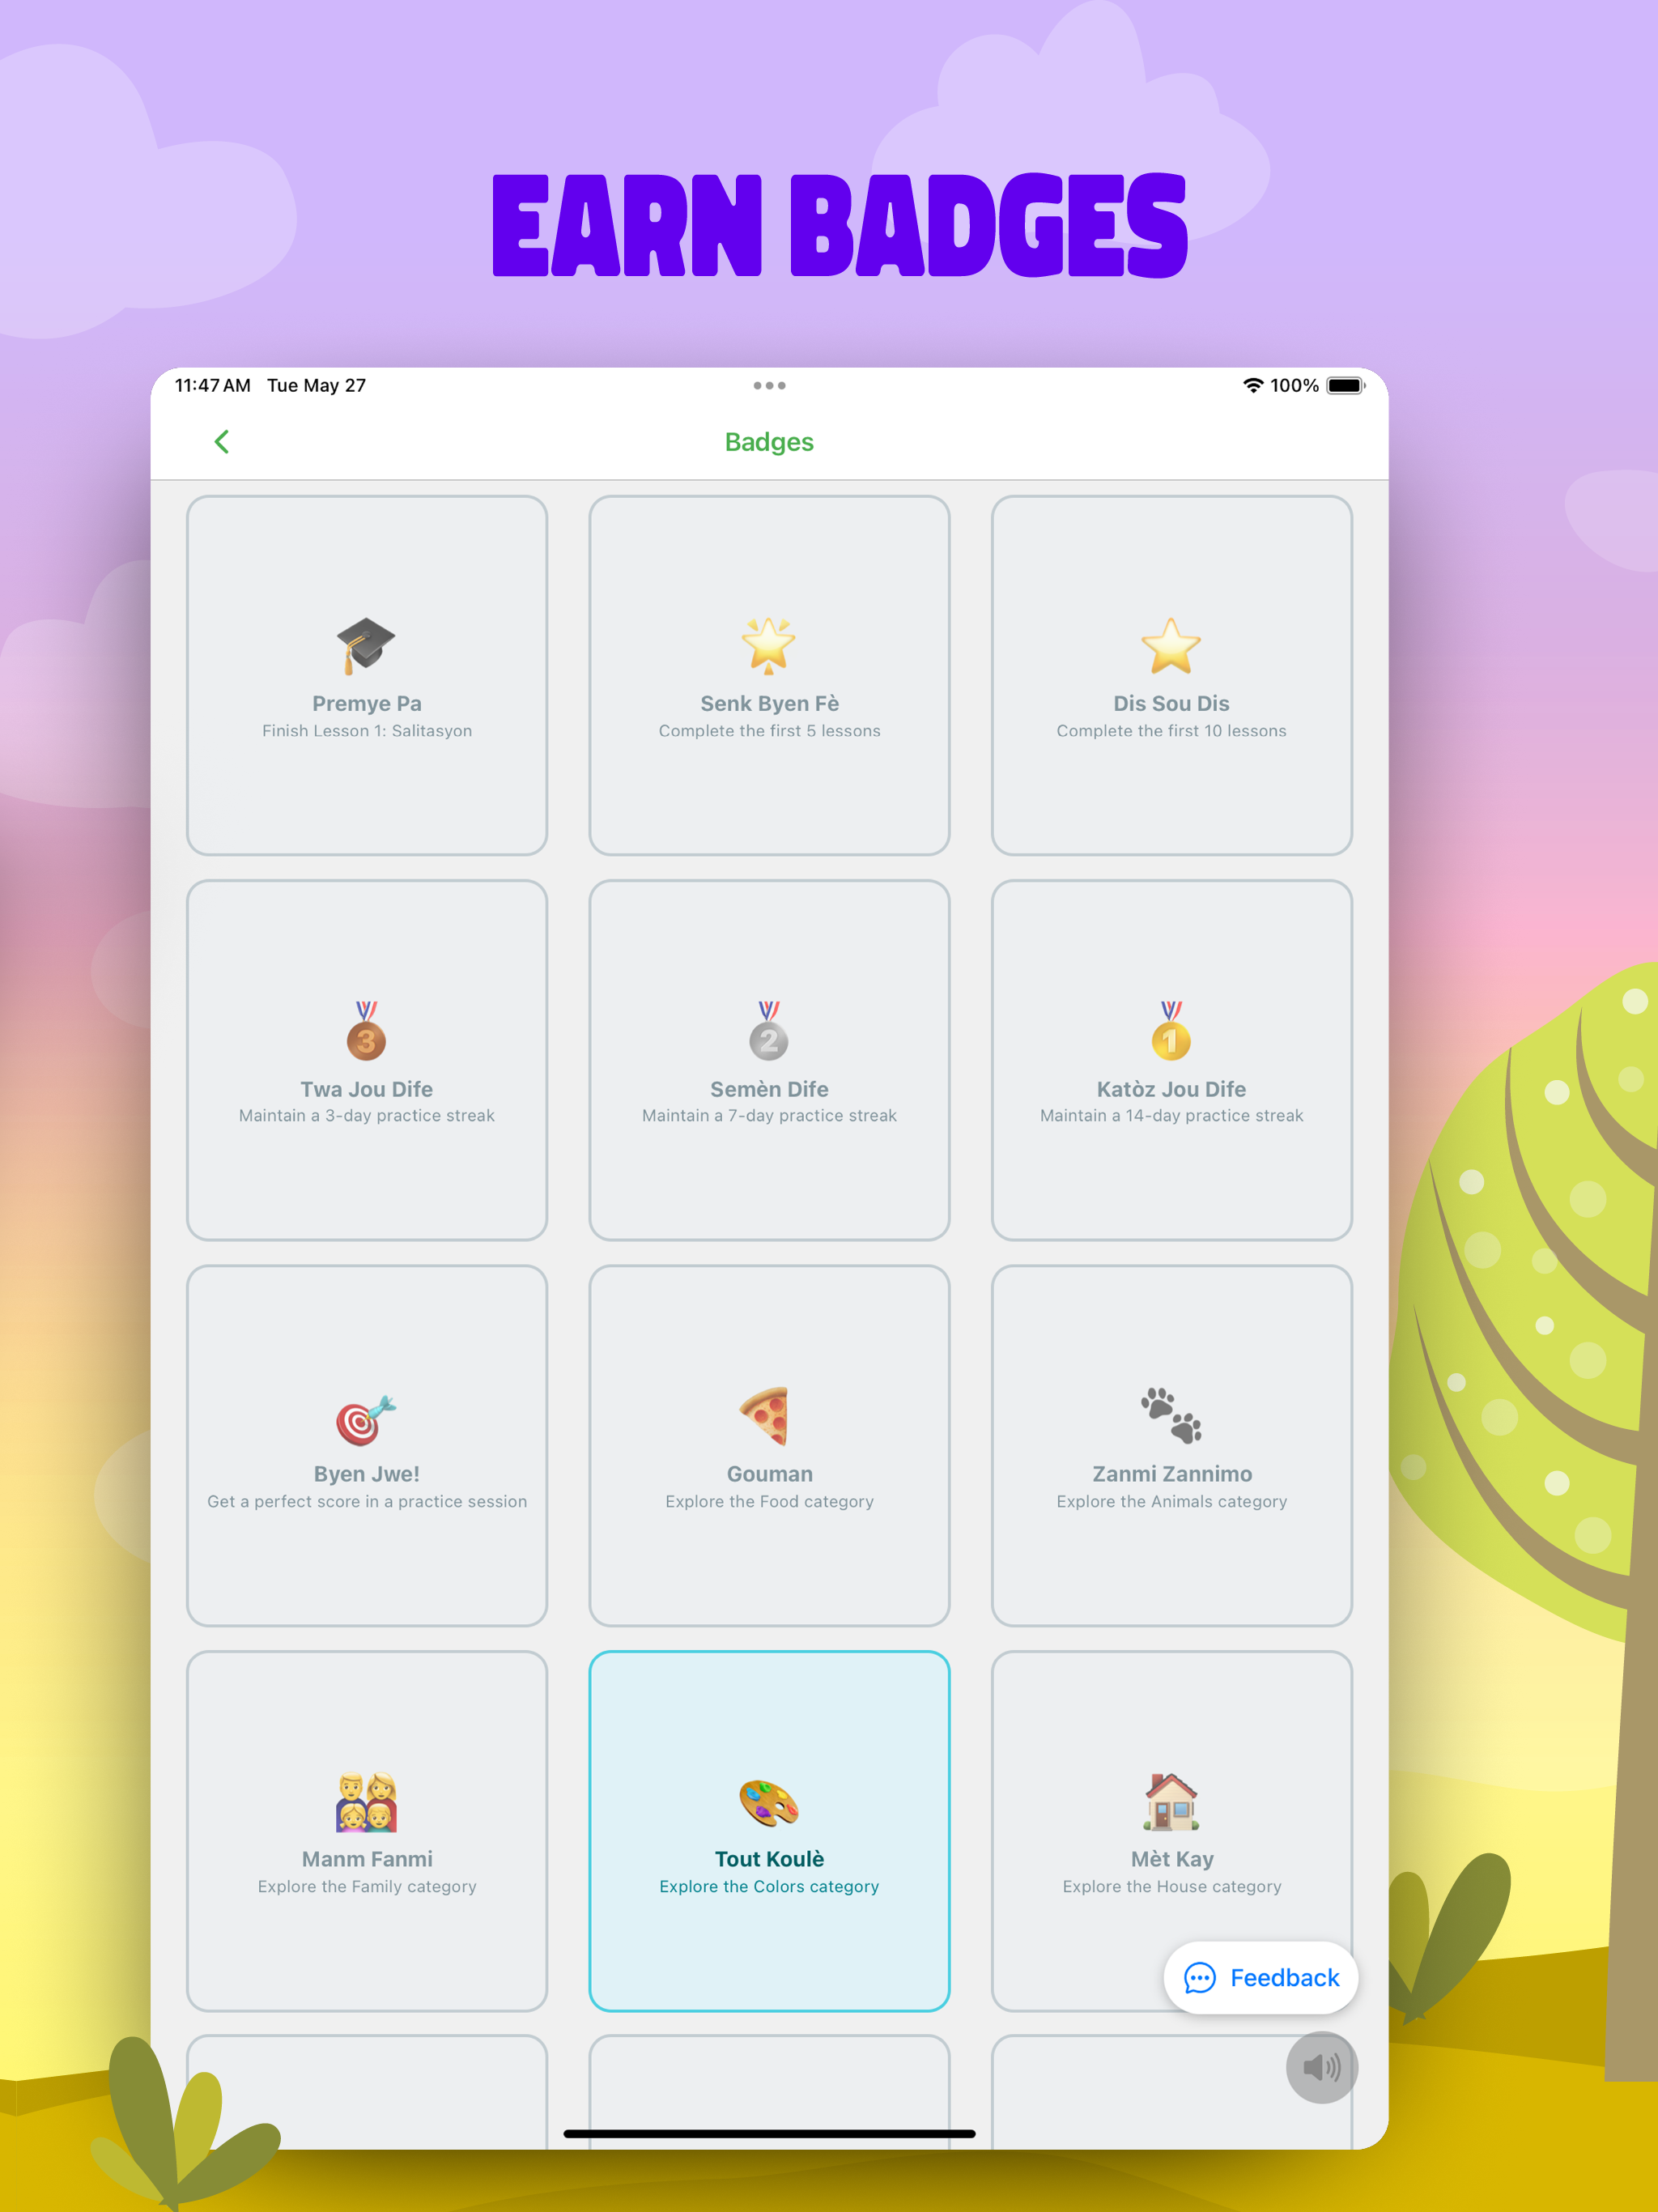 EARN BADGES
11:47 AM Tue May 27
100%
Badges
Premye Pa
Finish Lesson 1: Salitasyon
Senk Byen Fè
Complete the first 5 lessons
Dis Sou Dis
Complete the first 10 lessons
3
Twa Jou Dife
Maintain a 3-day practice streak
2
Semèn Dife
Maintain a 7-day practice streak
1
Katòz Jou Dife
Maintain a 14-day practice streak
Byen Jwe!
Get a perfect score in a practice session
Gouman
Explore the Food category
Zanmi Zannimo
Explore the Animals category
Manm Fanmi
Explore the Family category
Tout Koulè
Explore the Colors category
Mèt Kay
Explore the House category
Feedback